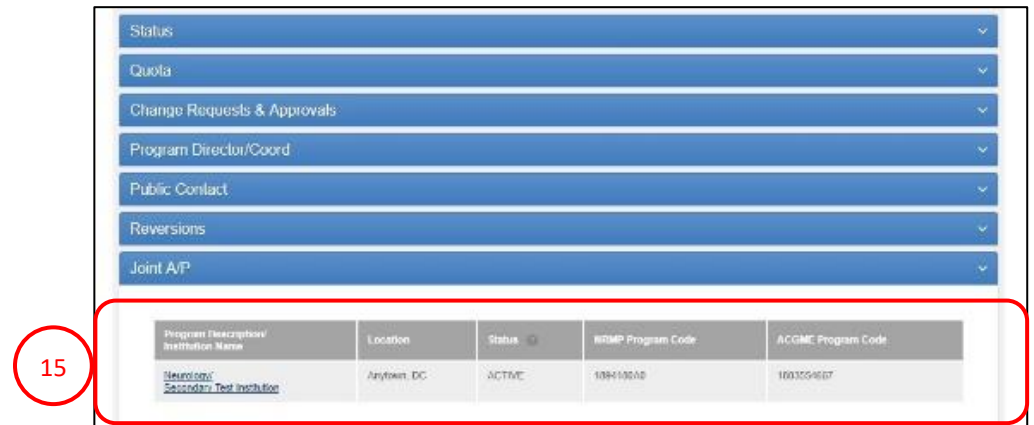 Status
Quota
Change Requests & Approvals
Program Director/Coord
Public Contact
Reversions
Joint A/P
Program Description/
Institution Name
Location
Status
NRMP Program Code
ACGME Program Code
15
Neurology/
Secondary Test Institution
Anytown, DC
ACTIVE